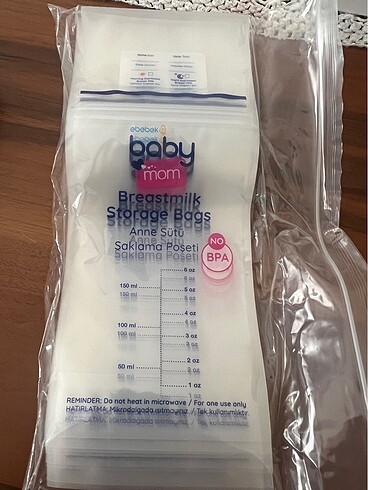 ebebek
baby
mom
Breastmilk
Storage Bags
Anne Sütü
Saklama Poşeti
NO
BPA
6 oz
150 ml 5 oz
4 oz
100 ml
3 oz
2 oz
50 ml
1 oz
REMINDER: Do not heat in microwave / For one use only
HATIRLATMA: Mikrodalgada ısıtmayınız. / Tek kullanımlıktır.